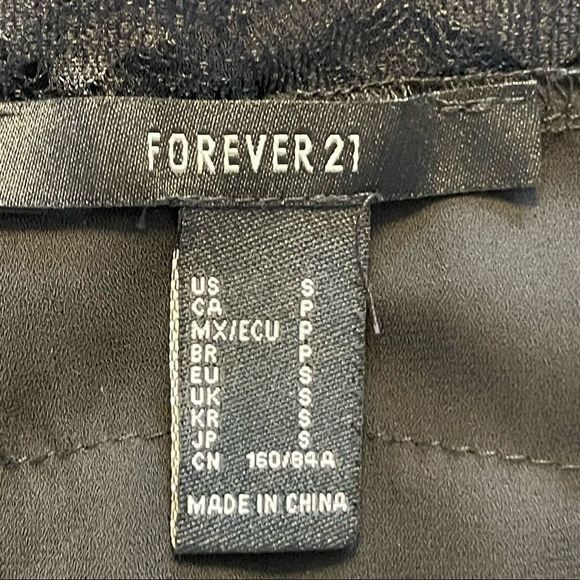 FOREVER 21
US S
CA P
MX/ECU P
BR P
EU S
UK S
KR S
JP S
CN 160/84A
MADE IN CHINA